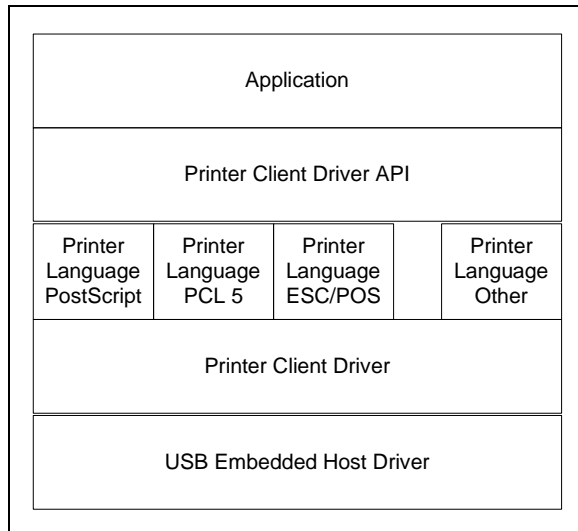 Application
Printer Client Driver API
Printer
Language
PostScript
Printer
Language
PCL 5
Printer
Language
ESC/POS
Printer
Language
Other
Printer Client Driver
USB Embedded Host Driver